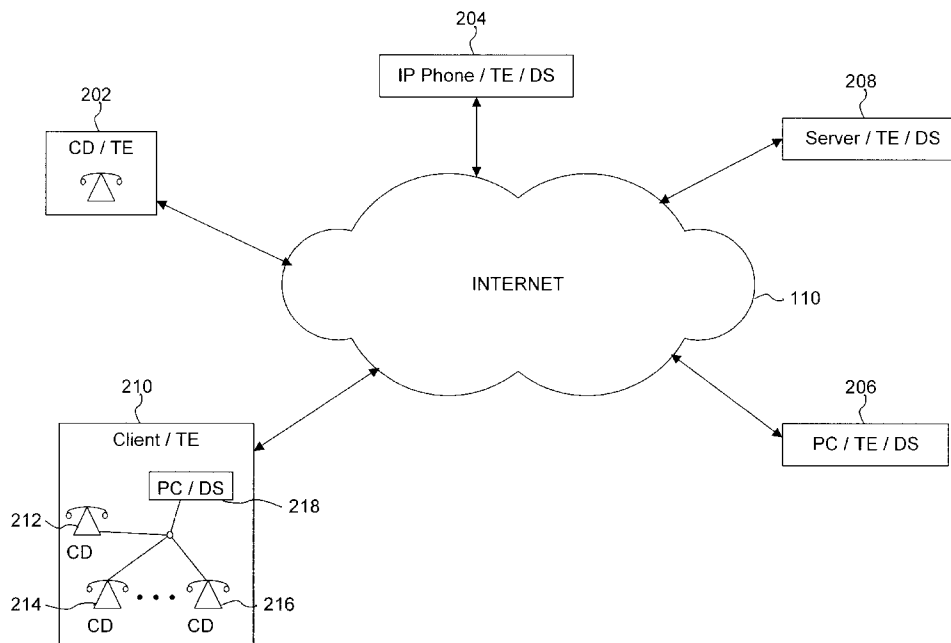 204
IP Phone / TE / DS
202
CD / TE
208
Server / TE / DS
INTERNET
110
210
Client / TE
PC / DS
218
212
CD
214
CD
216
CD
206
PC / TE / DS